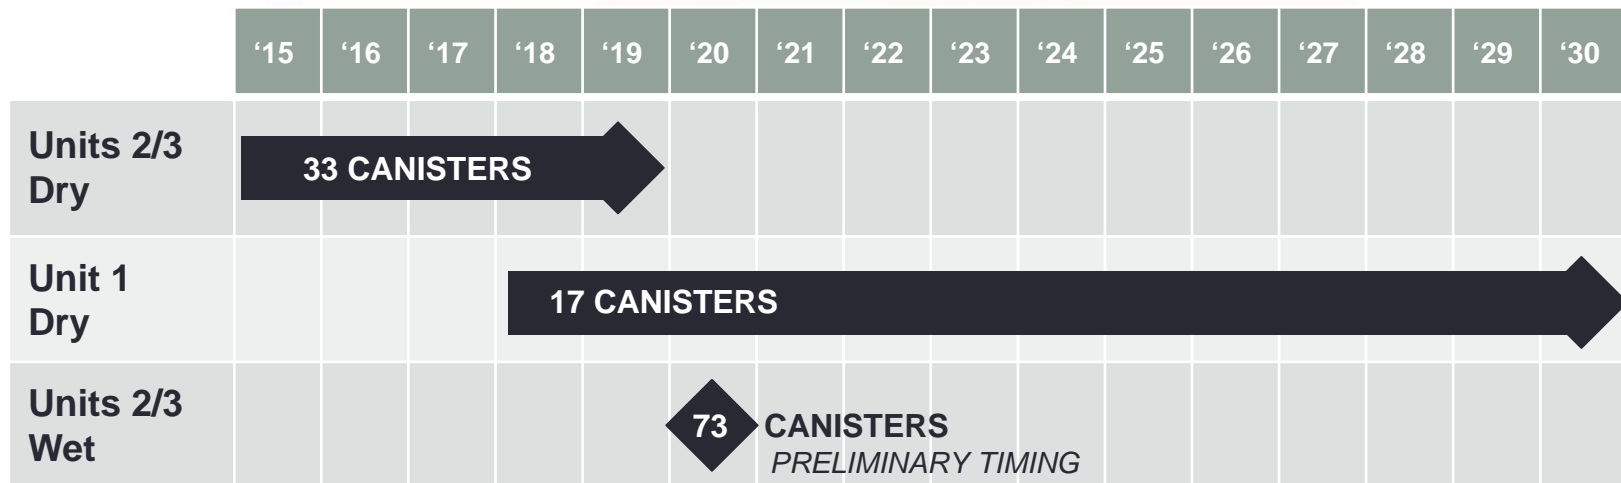 ‘15 ‘16 ‘17 ‘18 ‘19 ‘20 ‘21 ‘22 ‘23 ‘24 ‘25 ‘26 ‘27 ‘28 ‘29 ‘30
Units 2/3
Dry
33 CANISTERS
Unit 1
Dry
17 CANISTERS
Units 2/3
Wet
73 CANISTERS
PRELIMINARY TIMING